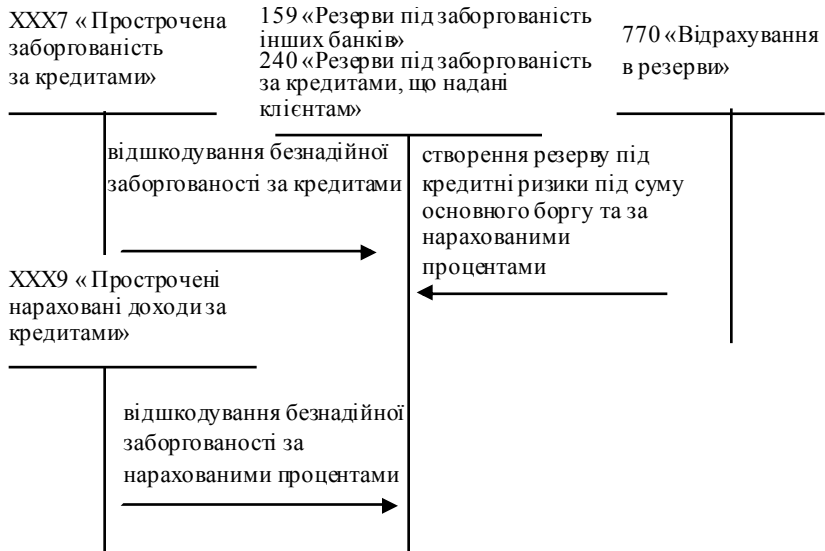 XXX7 «Прострочена
заборгованість
за кредитами»
159 «Резерви під заборгованість
інших банків»
240 «Резерви під заборгованість
за кредитами, що надані
клієнтам»
770 «Відрахування
в резерви»
відшкодування безнадійної
заборгованості за кредитами
створення резерву під
кредитні ризики під суму
основного боргу та за
нарахованими
процентами
XXX9 «Прострочені
нараховані доходи за
кредитами»
відшкодування безнадійної
заборгованості за
нарахованими процентами